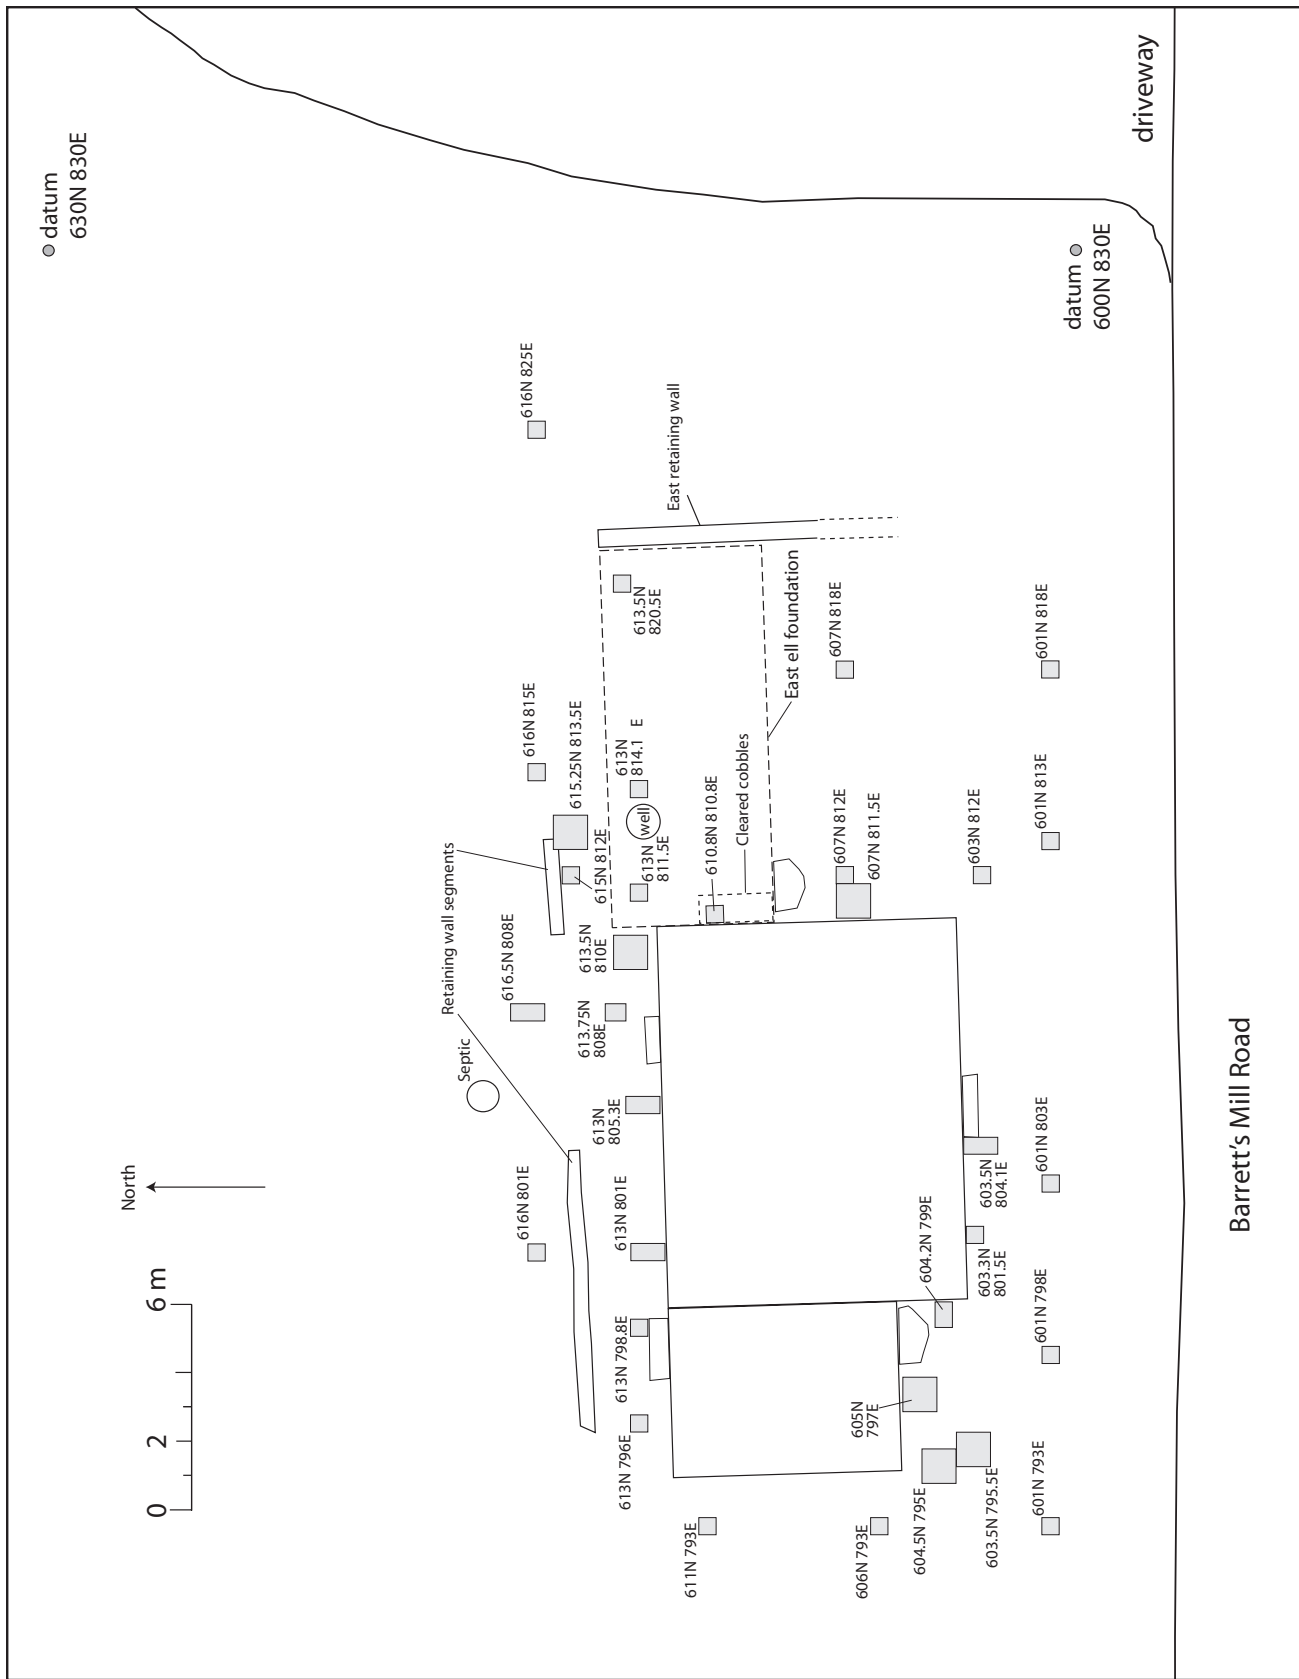 driveway
datum
630N 830E
datum
600N 830E
616N 825E
East retaining wall
613.5N
820.5E
East ell foundation
607N 818E
601N 818E
616N 815E
615.25N 813.5E
613N
814.1 E
well
Cleared cobbles
601N 813E
Retaining wall segments
615N 812E
613N
811.5E
610.8N 810.8E
607N 812E
607N 811.5E
603N 812E
616.5N 808E
613.5N
810E
613.75N
808E
Septic
613N
805.3E
North
616N 801E
613N 801E
604.2N 799E
603.5N
804.1E
603.3N
801.5E
601N 803E
Barrett's Mill Road
0
2
6 m
613N 798.8E
613N 796E
605N
797E
601N 798E
611N 793E
606N 793E
604.5N 795E
603.5N 795.5E
601N 793E